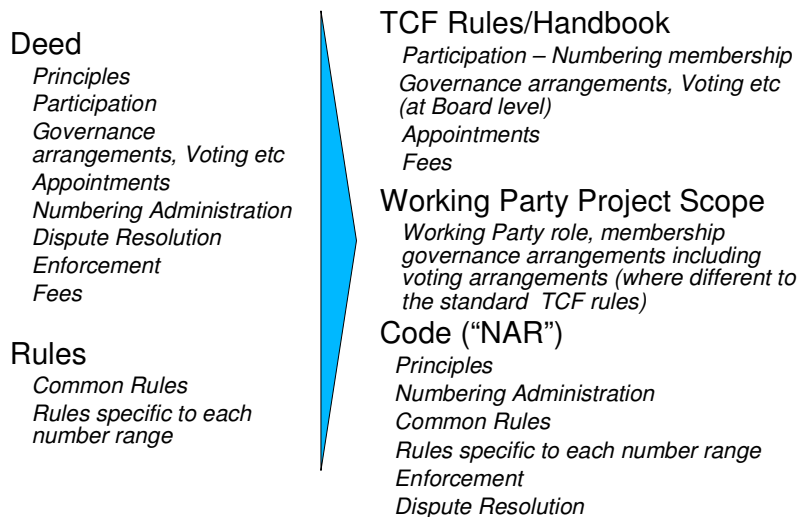 Deed
Principles
Participation
Governance
arrangements, Voting etc
Appointments
Numbering Administration
Dispute Resolution
Enforcement
Fees
Rules
Common Rules
Rules specific to each
number range
TCF Rules/Handbook
Participation – Numbering membership
Governance arrangements, Voting etc
(at Board level)
Appointments
Fees
Working Party Project Scope
Working Party role, membership
governance arrangements including
voting arrangements (where different to
the standard TCF rules)
Code (“NAR”)
Principles
Numbering Administration
Common Rules
Rules specific to each number range
Enforcement
Dispute Resolution